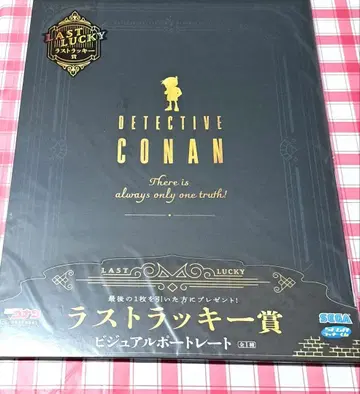 LAST
LUCKY
ラストラッキー
賞
DETECTIVE
CONAN
There is
always only one truth!
LAST LUCKY
最後の1枚を引いた方にプレゼント!
ラストラッキー賞
ビジュアルポートレート 全1種
SEGA